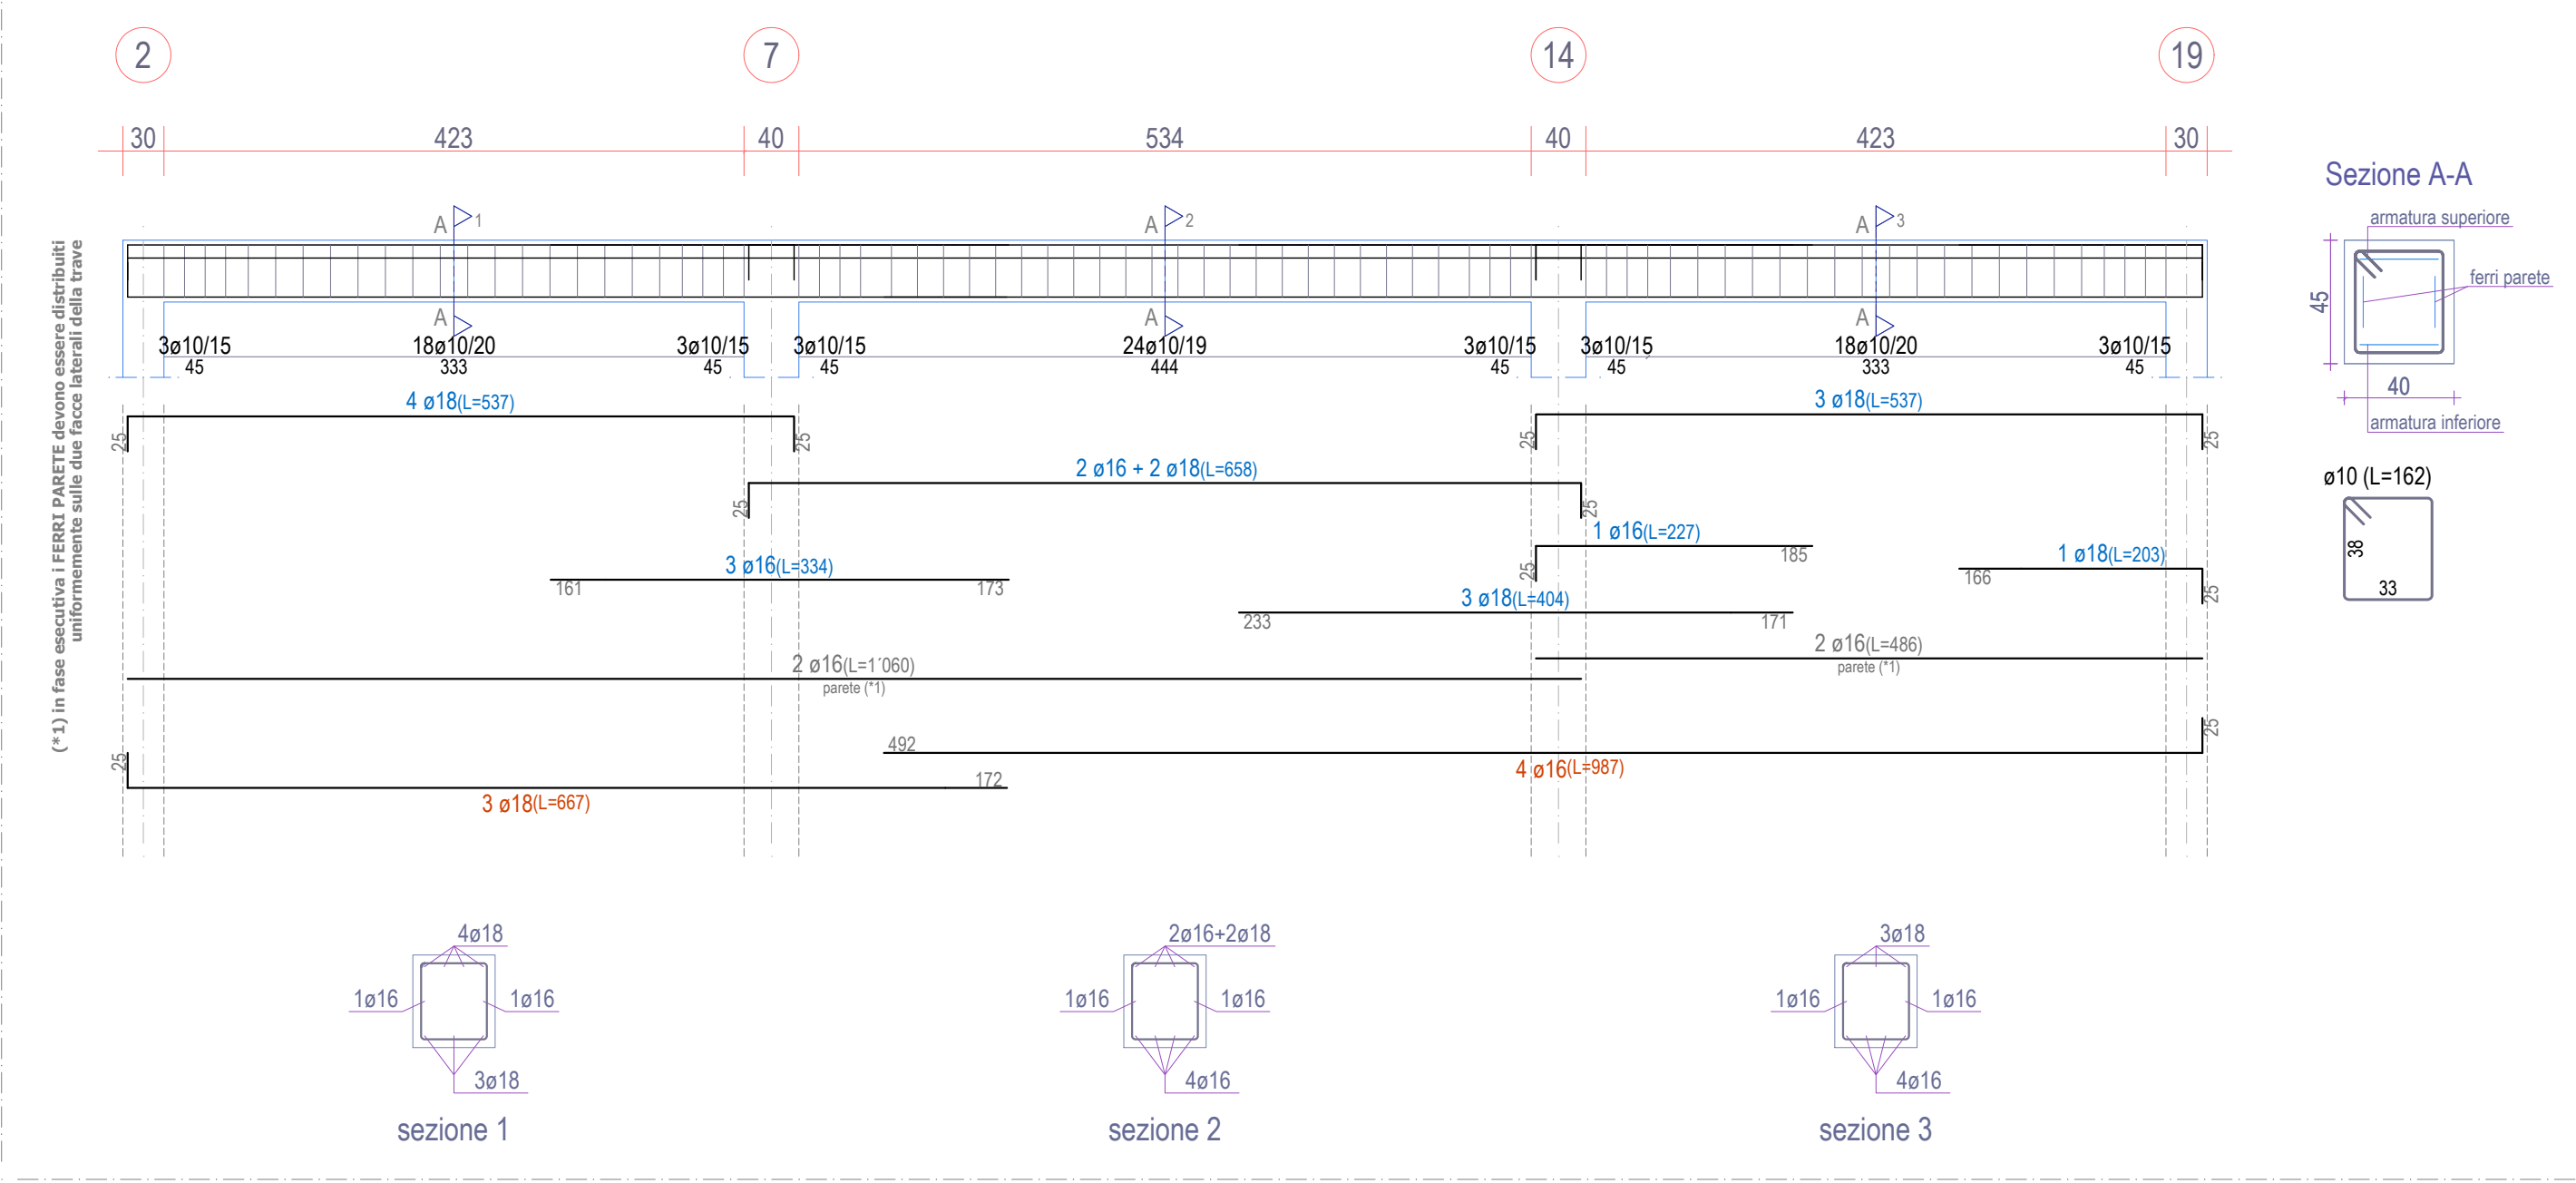 2 7 14 19
30 423 40 534 40 423 30
Sezione A-A
armatura superiore
ferri parete
45
40
armatura inferiore
A 1 A 2 A 3
A A A
3ø10/15 18ø10/20 3ø10/15 3ø10/15 24ø10/19 3ø10/15 3ø10/15 18ø10/20 3ø10/15
45 333 45 45 444 45 45 333 45
(*1) in fase esecutiva i FERRI PARETE devono essere distribuiti
uniformemente sulle due facce laterali della trave
4 ø18(L=537) 3 ø18(L=537)
25 25 25 25
2 ø16 + 2 ø18(L=658)
25 25
ø10 (L=162)
38
33
1 ø16(L=227)
25 185
3 ø16(L=334) 1 ø18(L=203)
161 173 166 25
3 ø18(L=404)
233 171
2 ø16(L=1´060) 2 ø16(L=486)
parete (*1) parete (*1)
492 25
4 ø16(L=987)
25 172
3 ø18(L=667)
4ø18 2ø16+2ø18 3ø18
1ø16 1ø16 1ø16 1ø16 1ø16 1ø16
3ø18 4ø16 4ø16
sezione 1 sezione 2 sezione 3